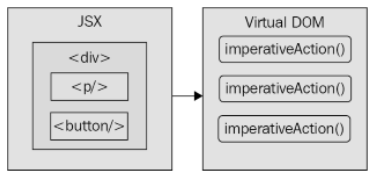 JSX
<div>
<p/>
<button/>
Virtual DOM
imperativeAction()
imperativeAction()
imperativeAction()